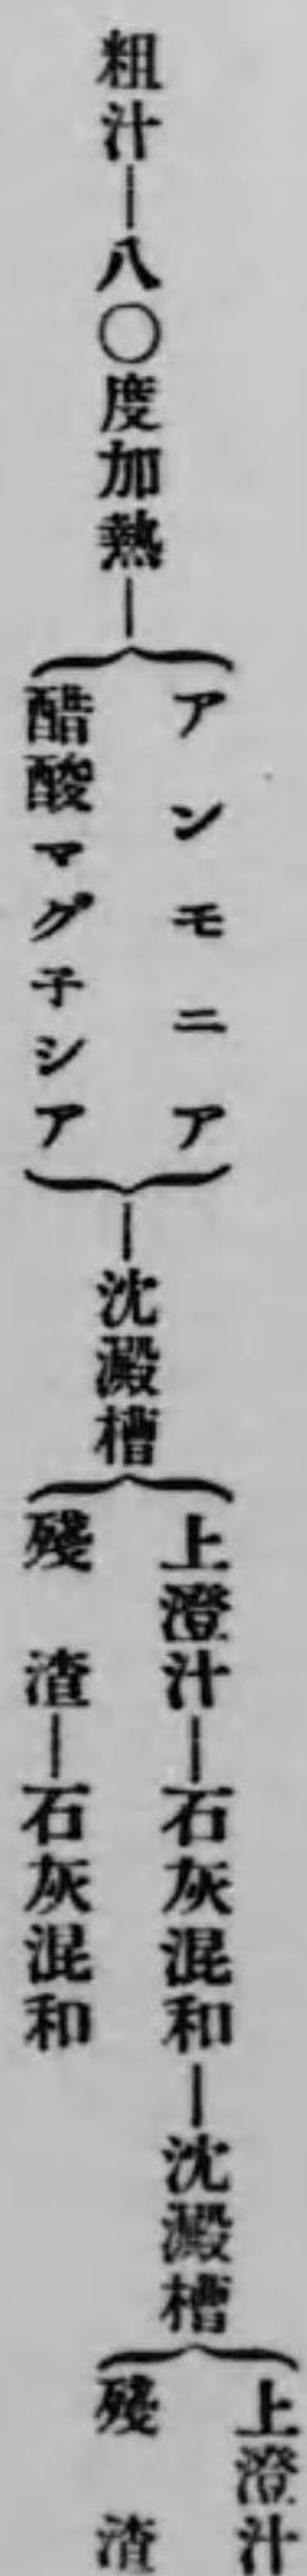 粗汁―八〇度加熱―
アンモニア
醋酸マグ子シア
―沈澱槽
上澄汁―石灰混和―沈澱槽
上澄汁
殘渣
殘渣―石灰混和